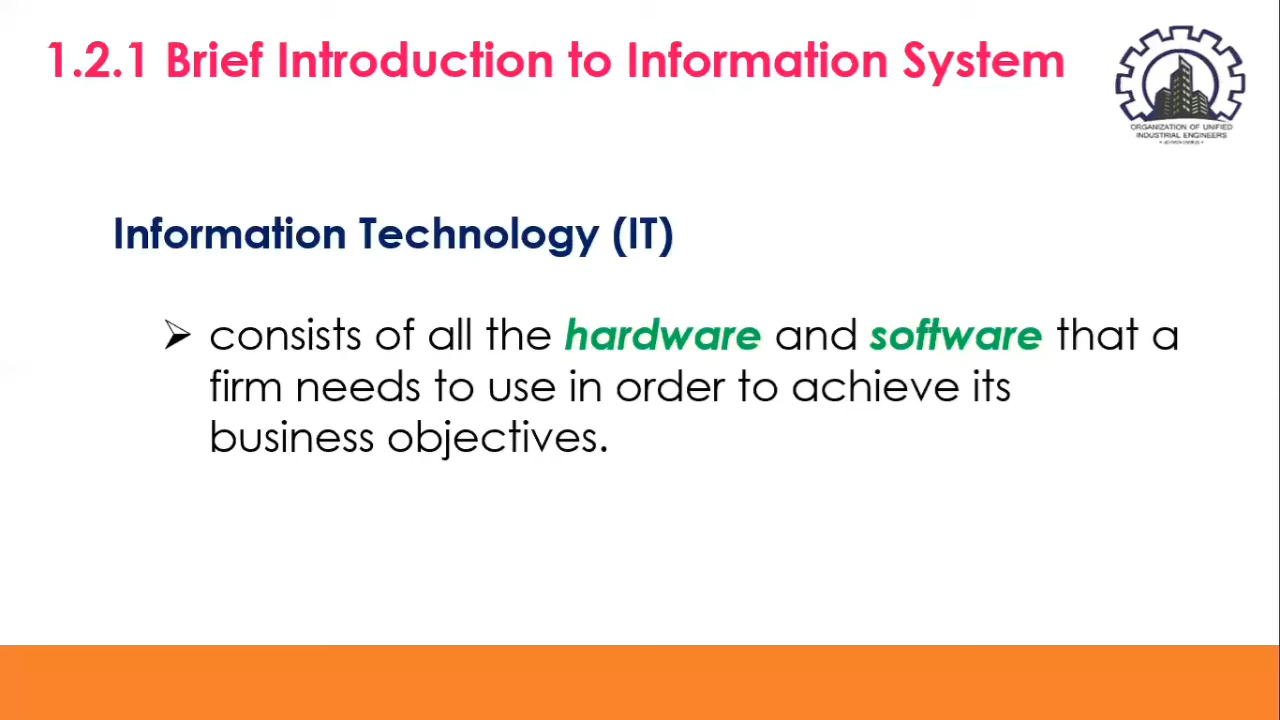 1.2.1 Brief Introduction to Information System
ORGANIZATION OF UNIFIED
INDUSTRIAL ENGINEERS
Information Technology (IT)
consists of all the hardware and software that a
firm needs to use in order to achieve its
business objectives.